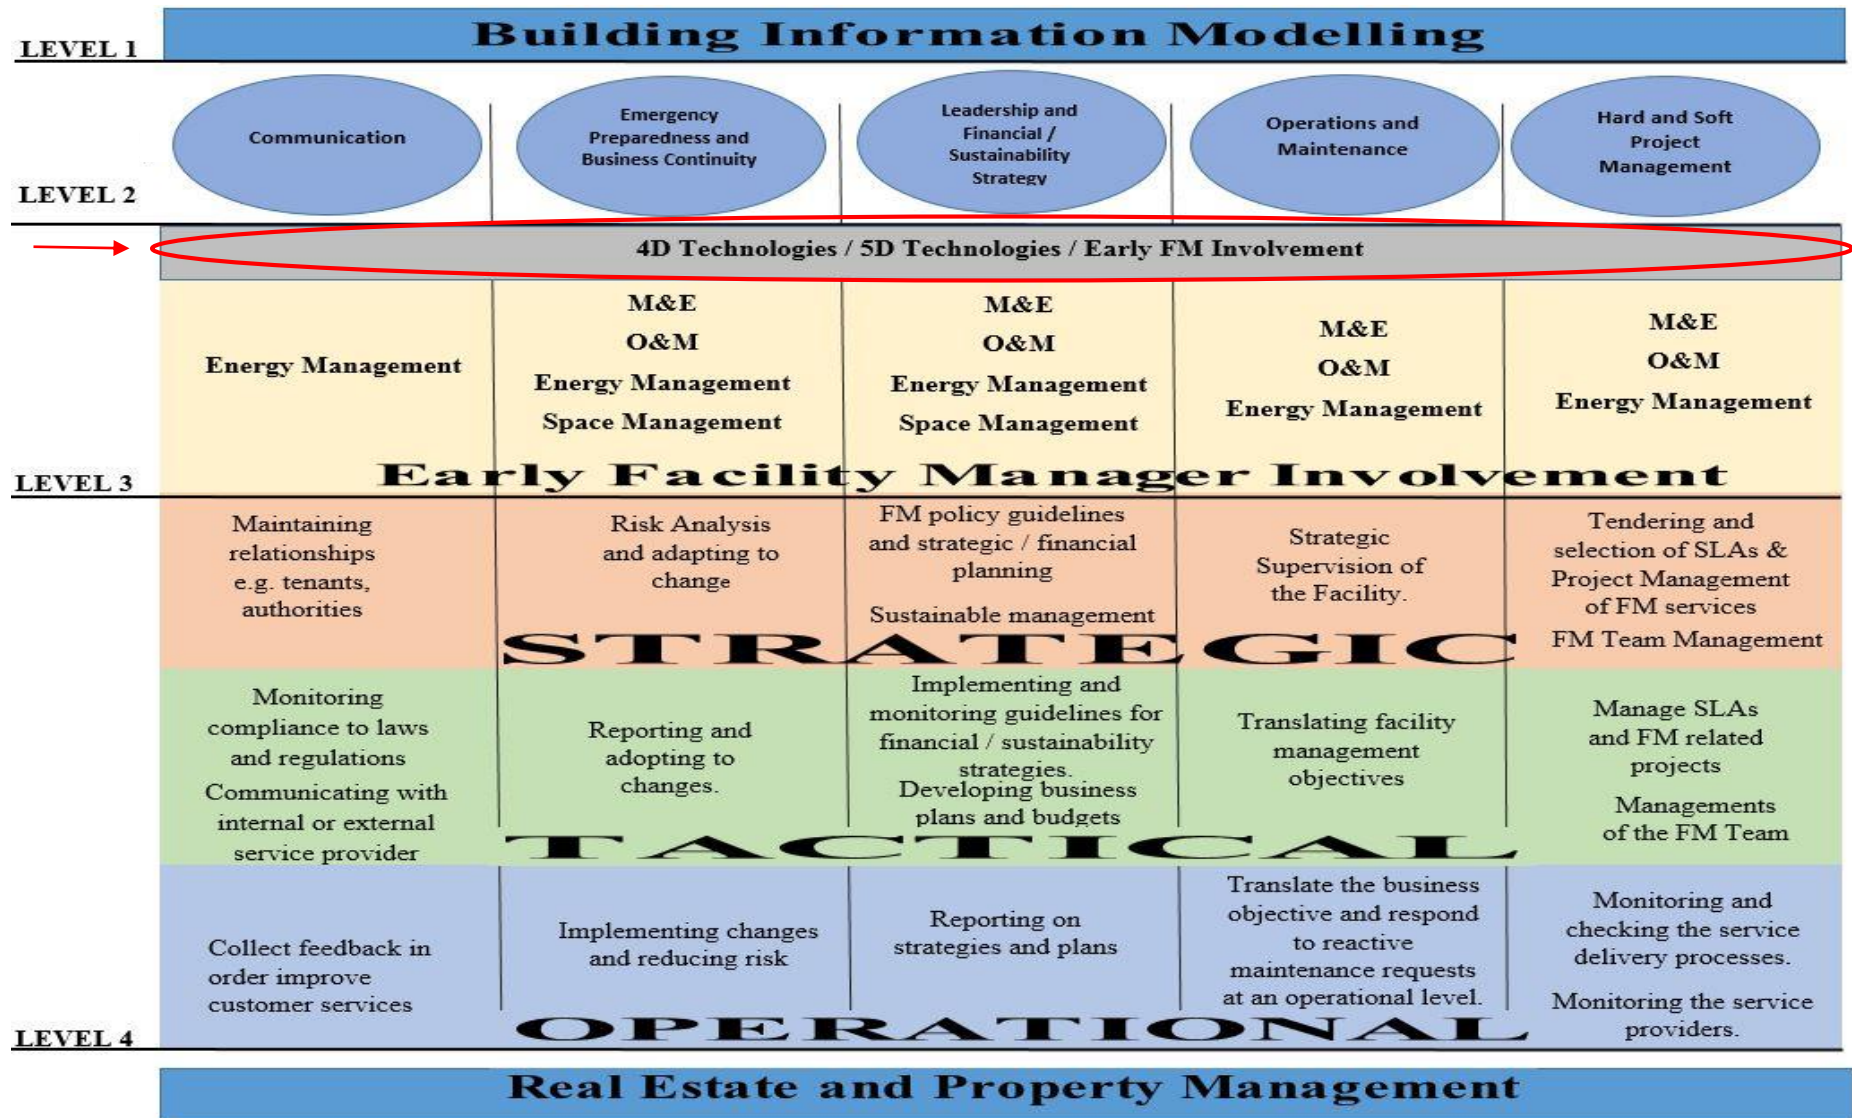 LEVEL 1
Building Information Modelling
Communication
Emergency
Preparedness and
Business Continuity
Leadership and
Financial /
Sustainability
Strategy
Operations and
Maintenance
Hard and Soft
Project
Management
LEVEL 2
4D Technologies / 5D Technologies / Early FM Involvement
Energy Management
M&E
O&M
Energy Management
Space Management
M&E
O&M
Energy Management
Space Management
M&E
O&M
Energy Management
M&E
O&M
Energy Management
Early Facility Manager Involvement
LEVEL 3
Maintaining
relationships
e.g. tenants,
authorities
Risk Analysis
and adapting to
change
FM policy guidelines
and strategic / financial
planning
Sustainable management
Strategic
Supervision of
the Facility.
Tendering and
selection of SLAs &
Project Management
of FM services
FM Team Management
STRATEGIC
Monitoring
compliance to laws
and regulations
Communicating with
internal or external
service provider
Reporting and
adopting to
changes.
Implementing and
monitoring guidelines for
financial / sustainability
strategies.
Developing business
plans and budgets
Translating facility
management
objectives
Manage SLAs
and FM related
projects
Managements
of the FM Team
TACTICAL
Collect feedback in
order improve
customer services
Implementing changes
and reducing risk
Reporting on
strategies and plans
Translate the business
objective and respond
to reactive
maintenance requests
at an operational level.
Monitoring and
checking the service
delivery processes.
Monitoring the service
providers.
OPERATIONAL
LEVEL 4
Real Estate and Property Management